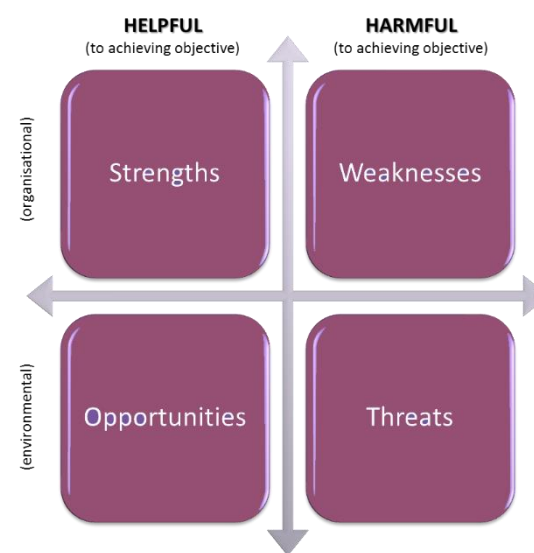 HELPFUL
(to achieving objective)
HARMFUL
(to achieving objective)
(organisational)
Strengths
Weaknesses
(environmental)
Opportunities
Threats